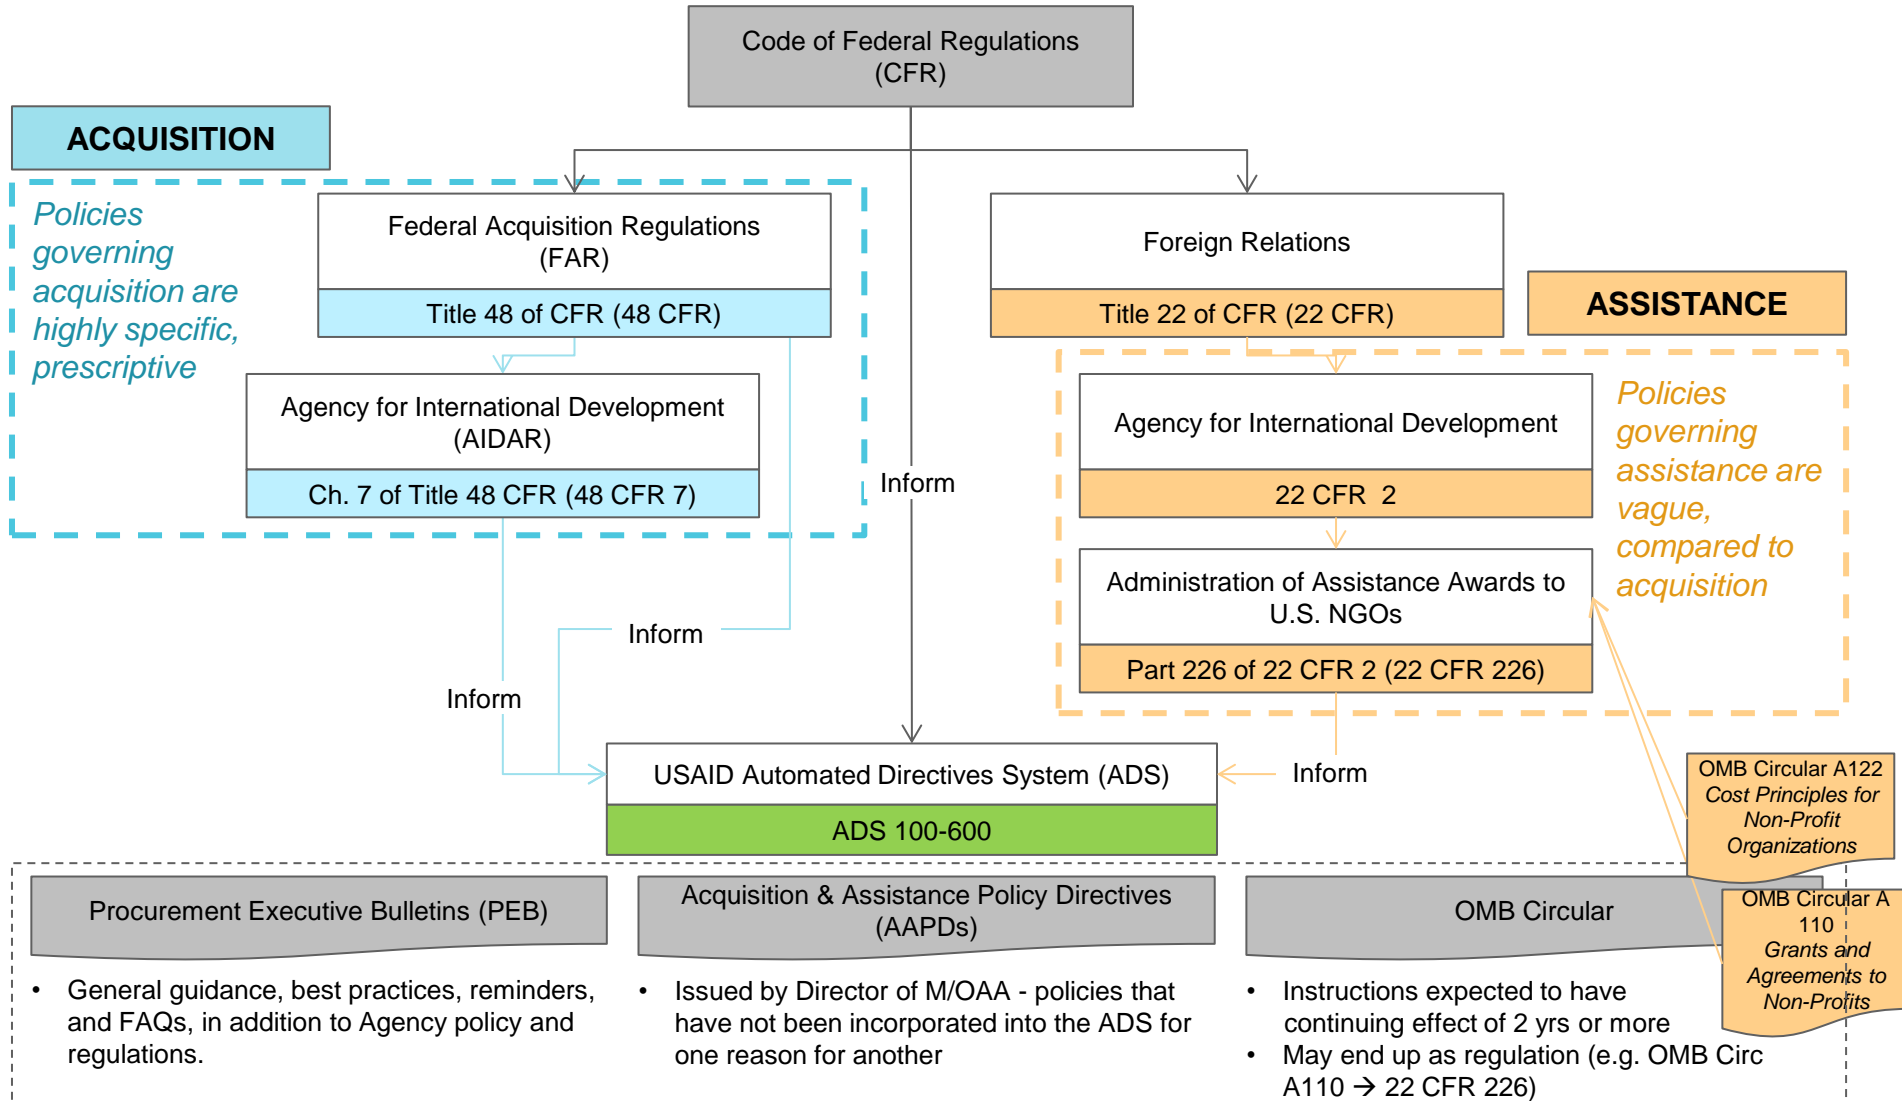 Code of Federal Regulations
(CFR)
ACQUISITION
Policies
governing
acquisition are
highly specific,
prescriptive
Federal Acquisition Regulations
(FAR)
Title 48 of CFR (48 CFR)
Foreign Relations
Title 22 of CFR (22 CFR)
ASSISTANCE
Agency for International Development
(AIDAR)
Ch. 7 of Title 48 CFR (48 CFR 7)
Inform
Agency for International Development
22 CFR  2
Policies
governing
assistance are
vague,
compared to
acquisition
Administration of Assistance Awards to
U.S. NGOs
Part 226 of 22 CFR 2 (22 CFR 226)
Inform
Inform
Inform
USAID Automated Directives System (ADS)
ADS 100-600
OMB Circular A122
Cost Principles for
Non-Profit
Organizations
Procurement Executive Bulletins (PEB)
Acquisition & Assistance Policy Directives
(AAPDs)
OMB Circular
OMB Circular A
110
Grants and
Agreements to
Non-Profits
• General guidance, best practices, reminders,
and FAQs, in addition to Agency policy and
regulations.
• Issued by Director of M/OAA - policies that
have not been incorporated into the ADS for
one reason for another
• Instructions expected to have
continuing effect of 2 yrs or more
• May end up as regulation (e.g. OMB Circ
A110 → 22 CFR 226)